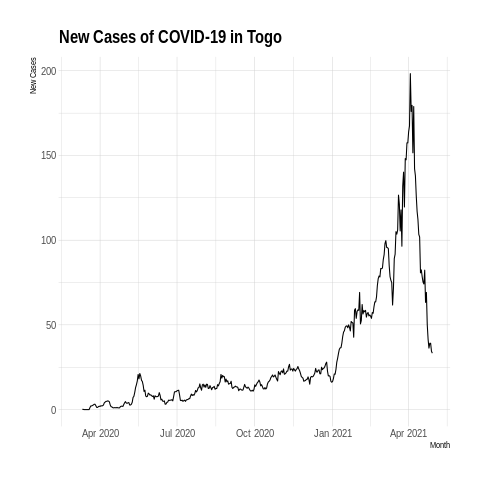 New Cases of COVID-19 in Togo
New Cases
200
150
100
50
0
Apr 2020
Jul 2020
Oct 2020
Jan 2021
Apr 2021
Month